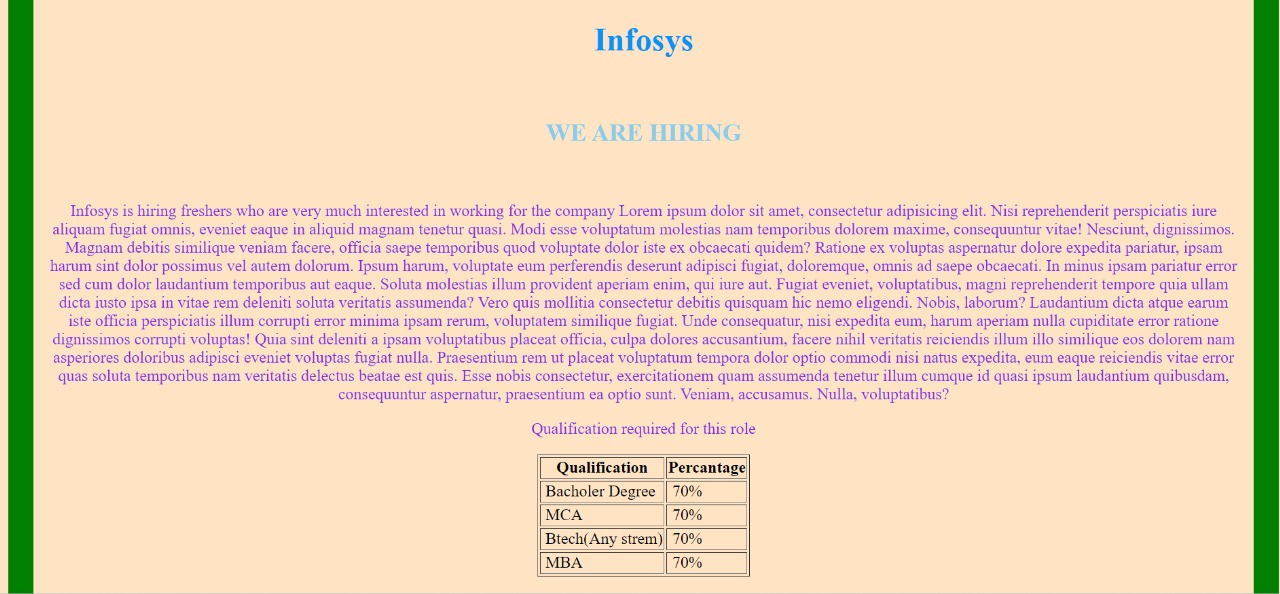 Infosys
WE ARE HIRING
Infosys is hiring freshers who are very much interested in working for the company Lorem ipsum dolor sit amet, consectetur adipisicing elit. Nisi reprehenderit perspiciatis iure
aliquam fugiat omnis, eveniet eaque in aliquid magnam tenetur quasi. Modi esse voluptatum molestias nam temporibus dolorem maxime, consequuntur vitae! Nesciunt, dignissimos.
Magnam debitis similique veniam facere, officia saepe temporibus quod voluptate dolor iste ex obcaecati quidem? Ratione ex voluptas aspernatur dolore expedita pariatur, ipsam
harum sint dolor possimus vel autem dolorum. Ipsum harum, voluptate eum perferendis deserunt adipisci fugiat, doloremque, omnis ad saepe obcaecati. In minus ipsam pariatur error
sed cum dolor laudantium temporibus aut eaque. Soluta molestias illum provident aperiam enim, qui iure aut. Fugiat eveniet, voluptatibus, magni reprehenderit tempore quia ullam
dicta iusto ipsa in vitae rem deleniti soluta veritatis assumenda? Vero quis mollitia consectetur debitis quisquam hic nemo eligendi. Nobis, laborum? Laudantium dicta atque earum
iste officia perspiciatis illum corrupti error minima ipsam rerum, voluptatem similique fugiat. Unde consequatur, nisi expedita eum, harum aperiam nulla cupiditate error ratione
dignissimos corrupti voluptas! Quia sint deleniti a ipsam voluptatibus placeat officia, culpa dolores accusantium, facere nihil veritatis reiciendis illum illo similique eos dolorem nam
asperiores doloribus adipisci eveniet voluptas fugiat nulla. Praesentium rem ut placeat voluptatum tempora dolor optio commodi nisi natus expedita, eum eaque reiciendis vitae error
quas soluta temporibus nam veritatis delectus beatae est quis. Esse nobis consectetur, exercitationem quam assumenda tenetur illum cumque id quasi ipsum laudantium quibusdam,
consequuntur aspernatur, praesentium ea optio sunt. Veniam, accusamus. Nulla, voluptatibus?
Qualification required for this role
Qualification Percantage
Bacholer Degree 70%
MCA 70%
Btech(Any strem) 70%
MBA 70%